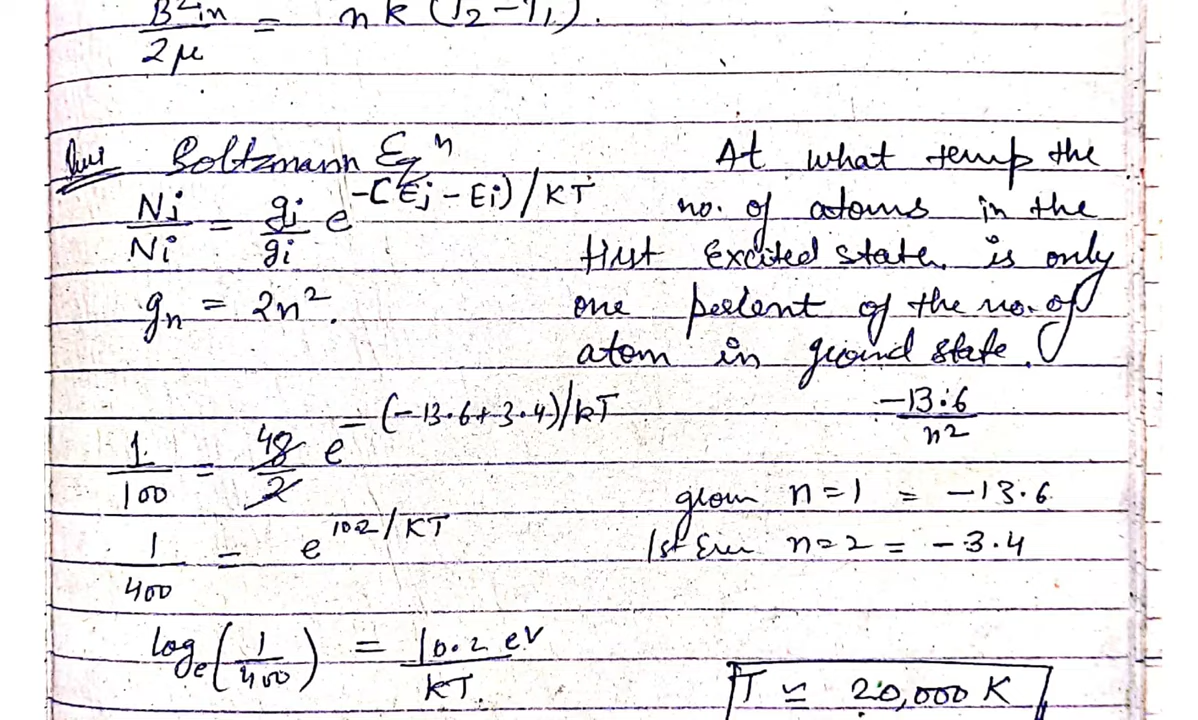 B²in/2μ = nk (T₂ - T₁).
Boltzmann Eqⁿ
At what temp the
Nj/Ni = gj/gi e^-(Ej - Ei)/KT
no. of atoms in the
first excited state is only
gn = 2n².
one percent of the no. of
atom in ground state.
1/100 = 8/2 e^-(-13.6+3.4)/kT
-13.6/n²
n=1 = -13.6
1/400 = e^10.2/KT
1st n=2 = -3.4
loge(1/400) = 10.2 eV/KT.
T ≃ 20,000 K